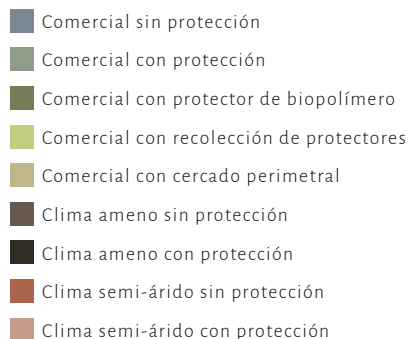 Comercial sin protección
Comercial con protección
Comercial con protector de biopolímero
Comercial con recolección de protectores
Comercial con cercado perimetral
Clima ameno sin protección
Clima ameno con protección
Clima semi-árido sin protección
Clima semi-árido con protección